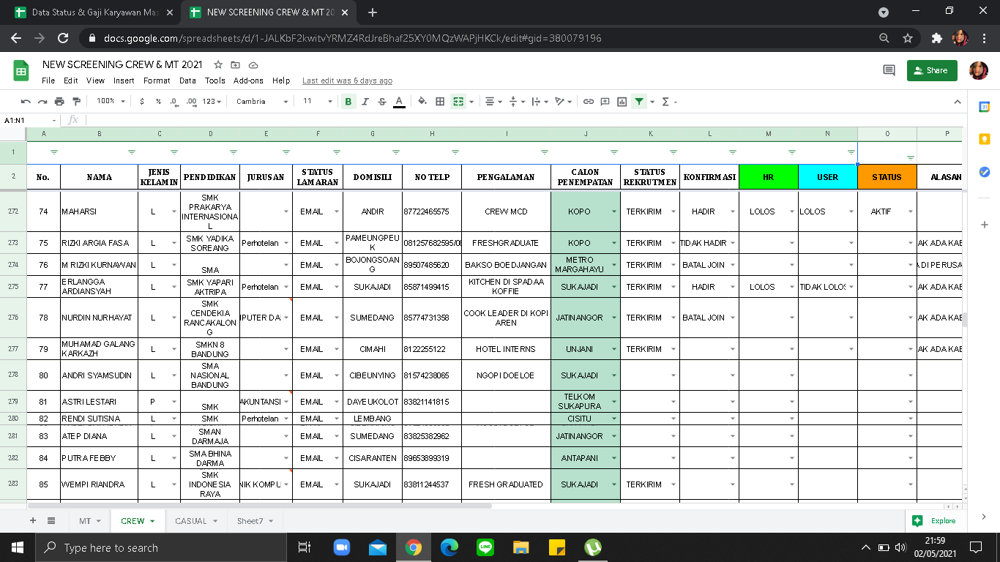 Data Status & Gaji Karyawan Mas
NEW SCREENING CREW & MT 20
docs.google.com/spreadsheets/d/1-JALKbF2kwitvYRMZ4RdJreBhaf25XY0MQzWAPjHKCk/edit#gid=380079196
NEW SCREENING CREW & MT 2021
File Edit View Insert Format Data Tools Add-ons Help Last edit was 6 days ago
Share
100% $ % .0 .00 123 Cambria 11 B I S A
A1:N1 fx
A B C D E F G H I J K L M N O P
1
2 No. NAMA JENIS KELAMIN PENDIDIKAN JURUSAN STATUS LAMARAN DOMISILI NO TELP PENGALAMAN CALON PENEMPATAN STATUS REKRUTMEN KONFIRMASI HR USER STATUS ALASAN
272 74 MAHARSI L SMK PRAKARYA INTERNASIONAL EMAIL ANDIR 87722465575 CREW MCD KOPO TERKIRIM HADIR LOLOS LOLOS AKTIF
273 75 RIZKI ARGIA FASA L SMK YADIKA SOREANG Perhotelan EMAIL PAMEUNGPEUK 081257682595/08 FRESHGRADUATE KOPO TERKIRIM TIDAK HADIR AK ADA KAB
274 76 M RIZKI KURNAWAN L SMA EMAIL BOJONGSOANG 89507485620 BAKSO BOEDJANGAN METRO MARGAHAYU TERKIRIM BATAL JOIN A DI PERUSA
275 77 ERLANGGA ARDIANSYAH L SMK YAPARI AKTRIPA Perhotelan EMAIL SUKAJADI 85871499415 KITCHEN DI SPADAA KOFFIE SUKAJADI TERKIRIM HADIR LOLOS TIDAK LOLOS AK ADA KAB
276 78 NURDIN NURHAYAT L SMK CENDEKIA RANCAKALONG IPUTER DA EMAIL SUMEDANG 85774731358 COOK LEADER DI KOPI AREN JATINANGOR TERKIRIM BATAL JOIN AK ADA KAB
277 79 MUHAMAD GALANG KARKAZH L SMKN 8 BANDUNG EMAIL CIMAHI 8122255122 HOTEL INTERNS UNJANI TERKIRIM AK ADA KAB
278 80 ANDRI SYAMSUDIN L SMA NASIONAL BANDUNG EMAIL CIBEUNYING 81574238065 NGOPI DOELOE SUKAJADI
279 81 ASTRI LESTARI P SMK AKUNTANSI EMAIL DAYEUKOLOT 83821141815 TELKOM SUKAPURA
280 82 RENDI SUTISNA L SMK Perhotelan EMAIL LEMBANG CISITU
281 83 ATEP DIANA L SMAN DARMAJA EMAIL SUMEDANG 83825382962 JATINANGOR
282 84 PUTRA FEBBY L SMA BHINA DARMA EMAIL CISARANTEN 89653899319 ANTAPANI
283 85 WEMPI RIANDRA L SMK INDONESIA RAYA NIK KOMPU EMAIL SUKAJADI 83811244537 FRESH GRADUATED SUKAJADI TERKIRIM
MT CREW CASUAL Sheet7 Explore
Type here to search
21:59
02/05/2021